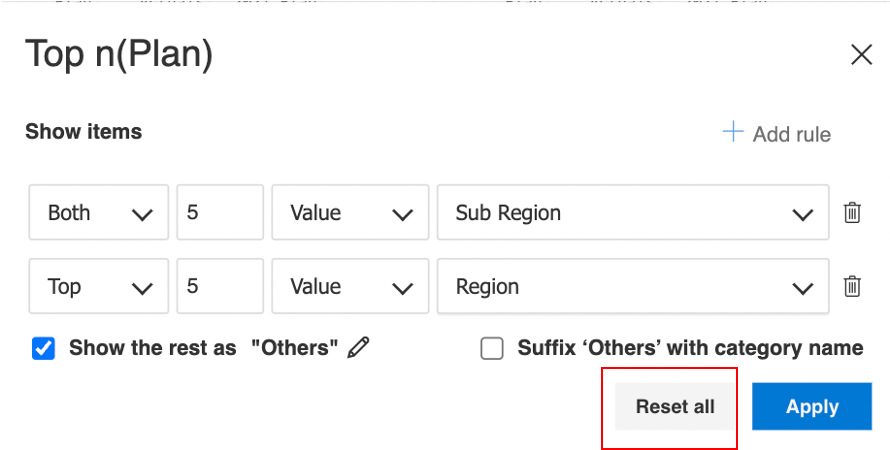 Top n(Plan)
Show items
Add rule
Both 5 Value Sub Region
Top 5 Value Region
Show the rest as "Others"
Suffix ‘Others’ with category name
Reset all Apply